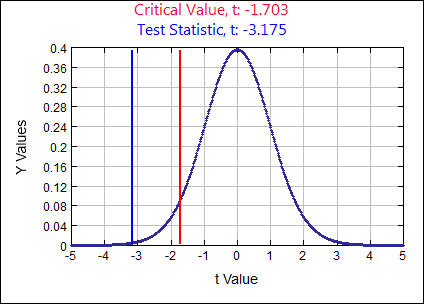 Critical Value, t: -1.703
Test Statistic, t: -3.175
0.4
0.36
0.32
0.28
0.24
0.2
0.16
0.12
0.08
0.04
0
Y Values
-5 -4 -3 -2 -1 0 1 2 3 4 5
t Value